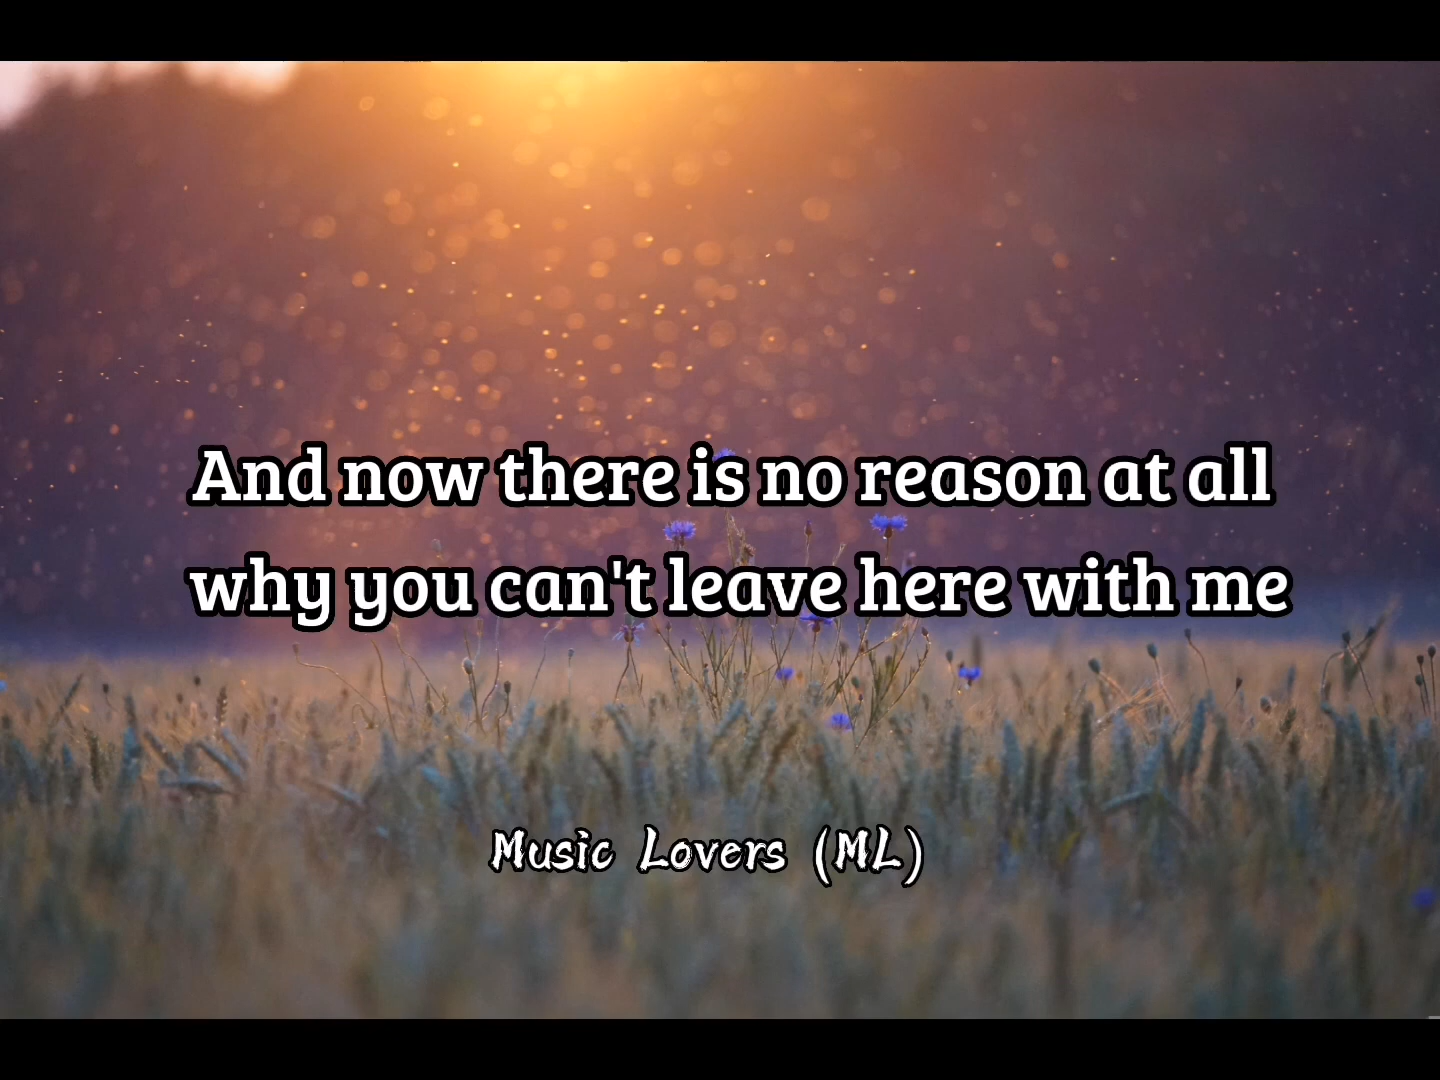 And now there is no reason at all
why you can't leave here with me
Music Lovers (ML)